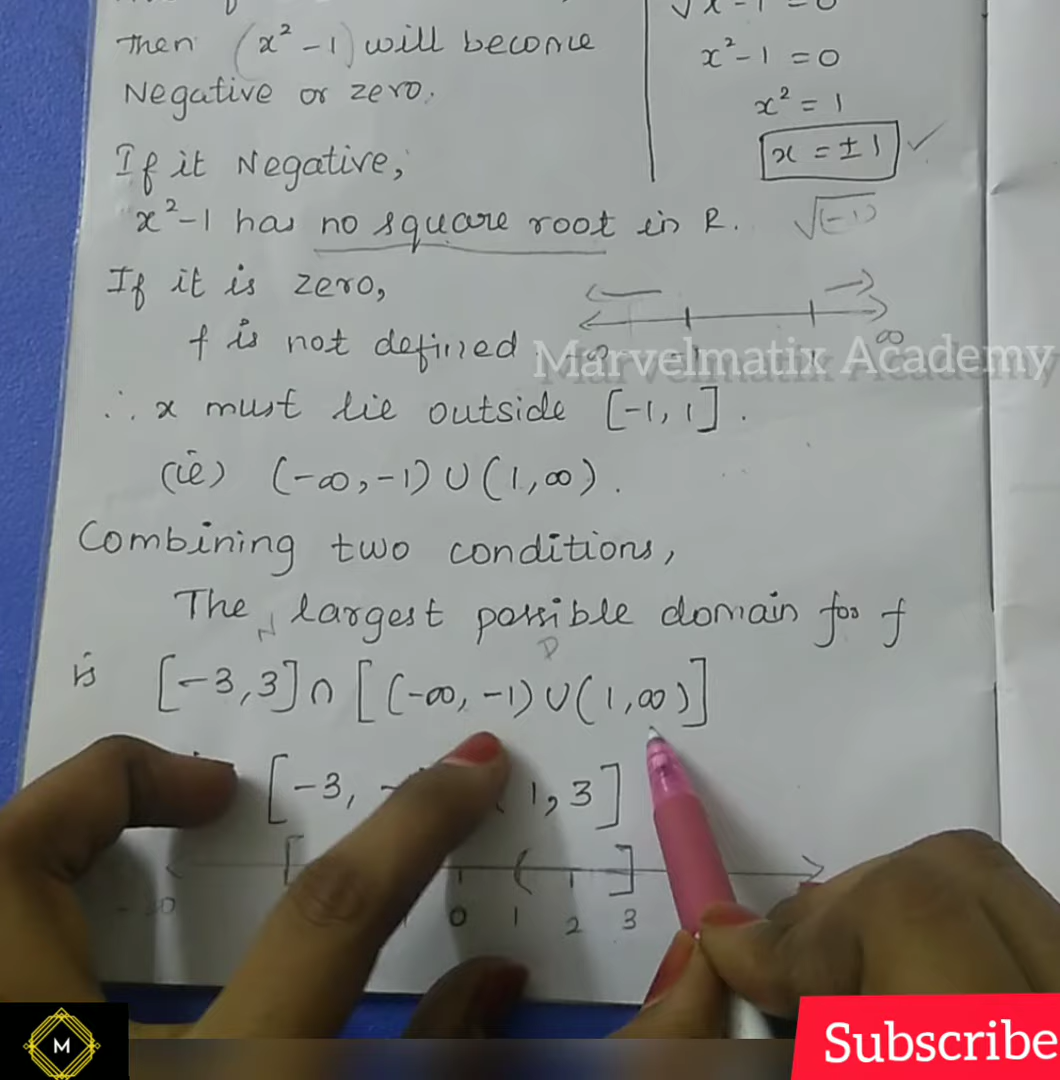 Then (x² - 1) will become
Negative or zero.
x² - 1 = 0
x² = 1
x = ± 1 ✓
If it Negative,
x² - 1 has no square root in R. √(-1)
If it is zero,
f is not defined
-∞ -1 1 ∞
Marvelmatix Academy
∴ x must lie outside [-1, 1].
(ie) (-∞, -1) ∪ (1, ∞).
Combining two conditions,
The largest possible domain for f
N D
is [-3, 3] ∩ [(-∞, -1) ∪ (1, ∞)]
[-3, 1, 3]
0 1 2 3
M
Subscribe